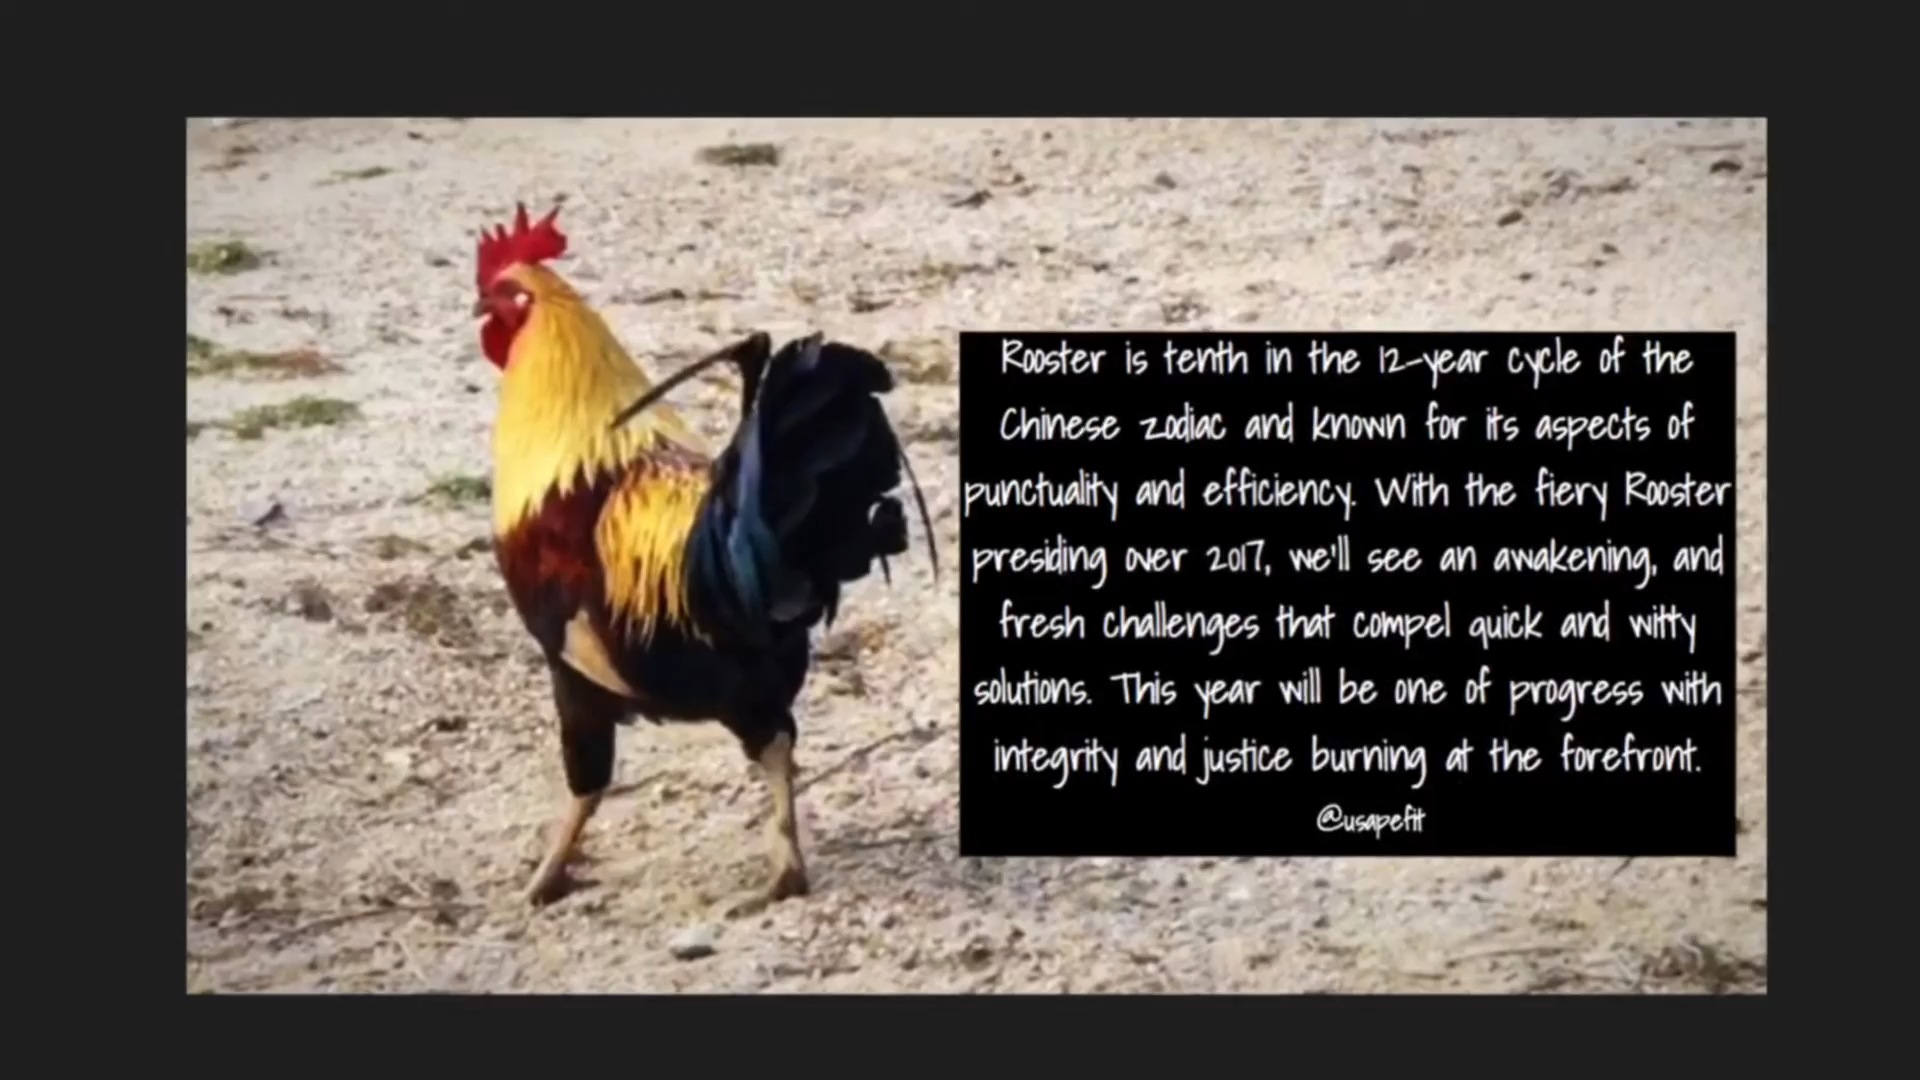 Rooster is tenth in the 12-year cycle of the
Chinese zodiac and known for its aspects of
punctuality and efficiency. With the fiery Rooster
presiding over 2017, we'll see an awakening, and
fresh challenges that compel quick and witty
solutions. This year will be one of progress with
integrity and justice burning at the forefront.
@usapefit